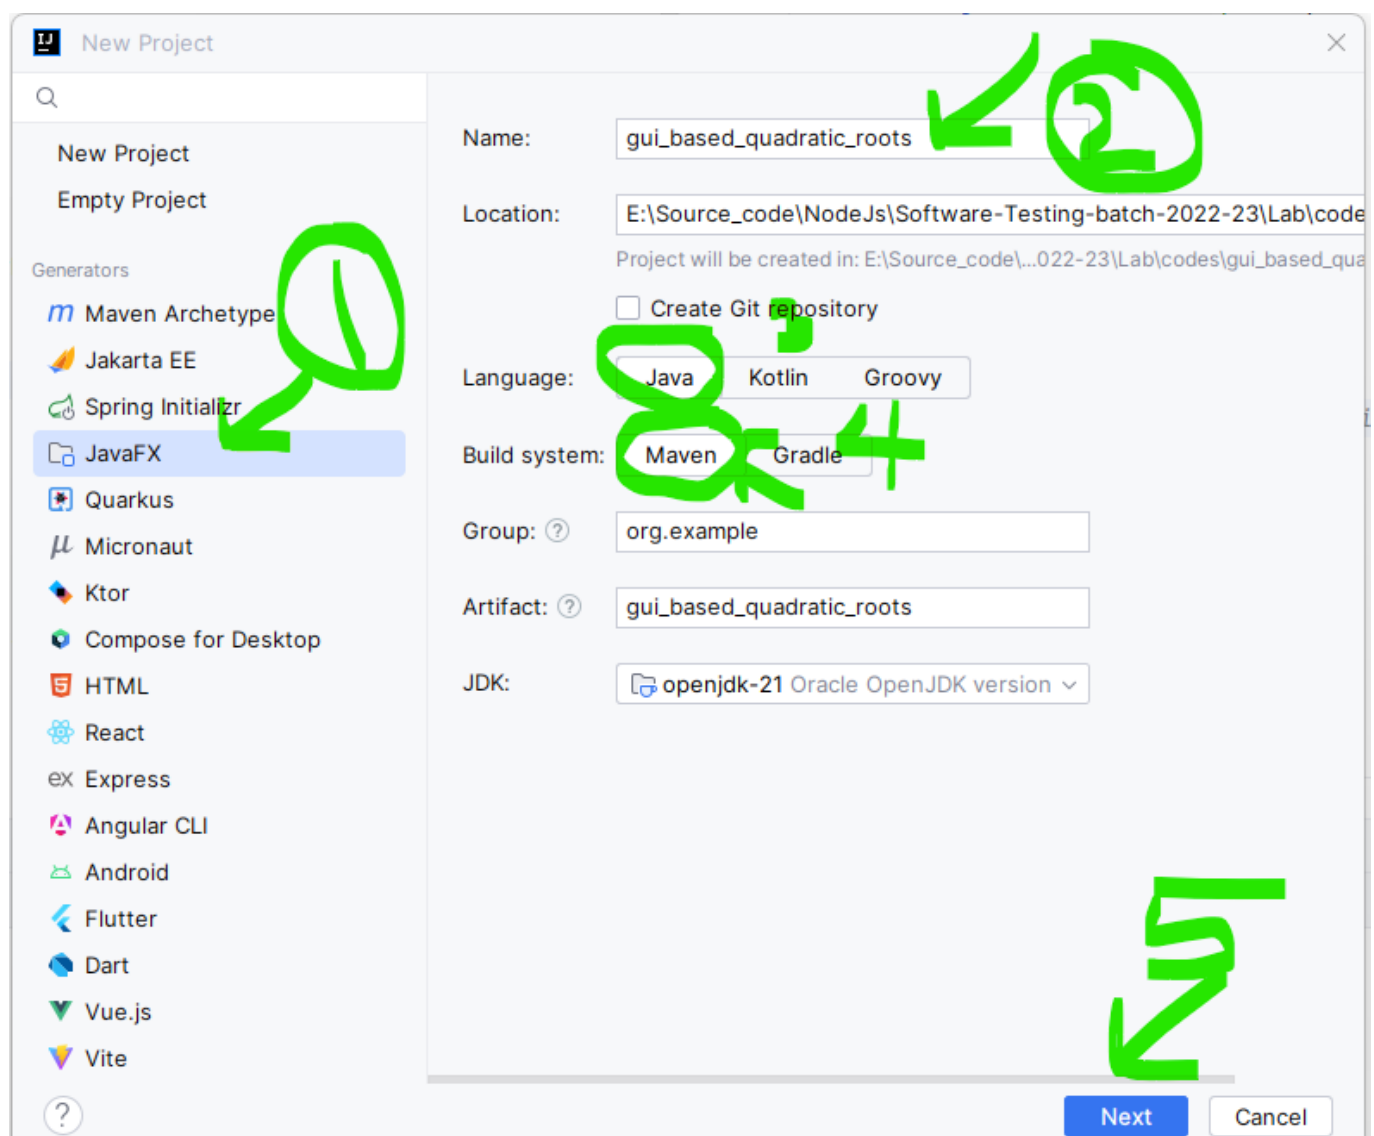 New Project
New Project
Empty Project
Generators
m Maven Archetype
Jakarta EE
Spring Initializr
JavaFX
Quarkus
μ Micronaut
Ktor
Compose for Desktop
5 HTML
React
ex Express
Angular CLI
Android
Flutter
Dart
Vue.js
Vite
?
1
Name: gui_based_quadratic_roots
2
Location: E:\Source_code\NodeJs\Software-Testing-batch-2022-23\Lab\code
Project will be created in: E:\Source_code\...022-23\Lab\codes\gui_based_qua
Create Git repository
3
Language: Java Kotlin Groovy
Build system: Maven Gradle
4
Group: ? org.example
Artifact: ? gui_based_quadratic_roots
JDK: openjdk-21 Oracle OpenJDK version
5
Next Cancel